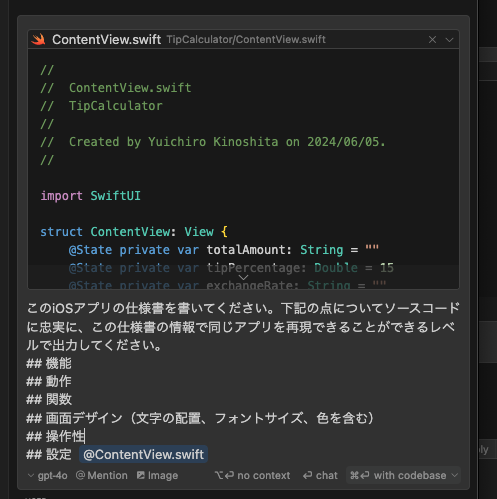 ContentView.swift TipCalculator/ContentView.swift
//
//  ContentView.swift
//  TipCalculator
//
//  Created by Yuichiro Kinoshita on 2024/06/05.
//
import SwiftUI
struct ContentView: View {
    @State private var totalAmount: String = ""
    @State private var tipPercentage: Double = 15
    @State private var exchangeRate: String = ""
このiOSアプリの仕様書を書いてください。下記の点についてソースコード
に忠実に、この仕様書の情報で同じアプリを再現できることができるレベ
ルで出力してください。
## 機能
## 動作
## 関数
## 画面デザイン（文字の配置、フォントサイズ、色を含む）
## 操作性
## 設定 @ContentView.swift
gpt-4o @ Mention Image ⌥⏎ no context ⏎ chat ⌘⏎ with codebase